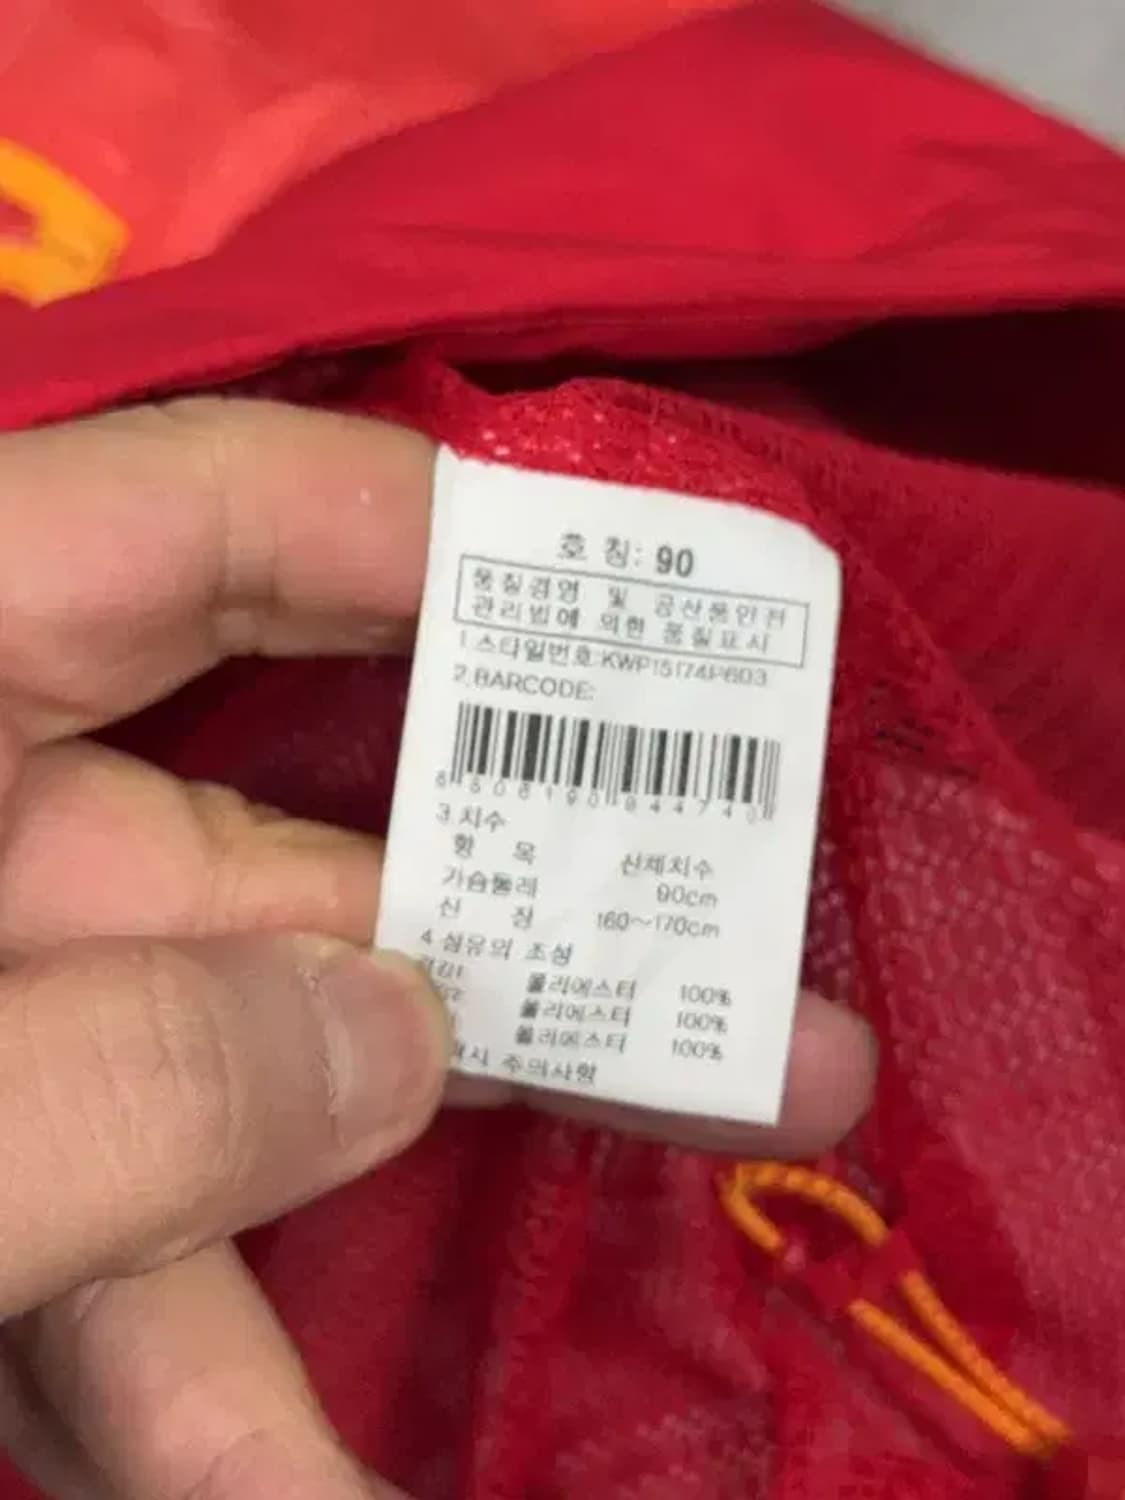 호 칭: 90
품질경영 및 공산품안전
관리법에 의한 품질표시
1.스타일번호:KWP15174P603
2.BARCODE:
3.치수
항 목 신체치수
가슴둘레 90cm
신 장 160~170cm
4.섬유의 조성
폴리에스터 100%
폴리에스터 100%
폴리에스터 100%
주의사항